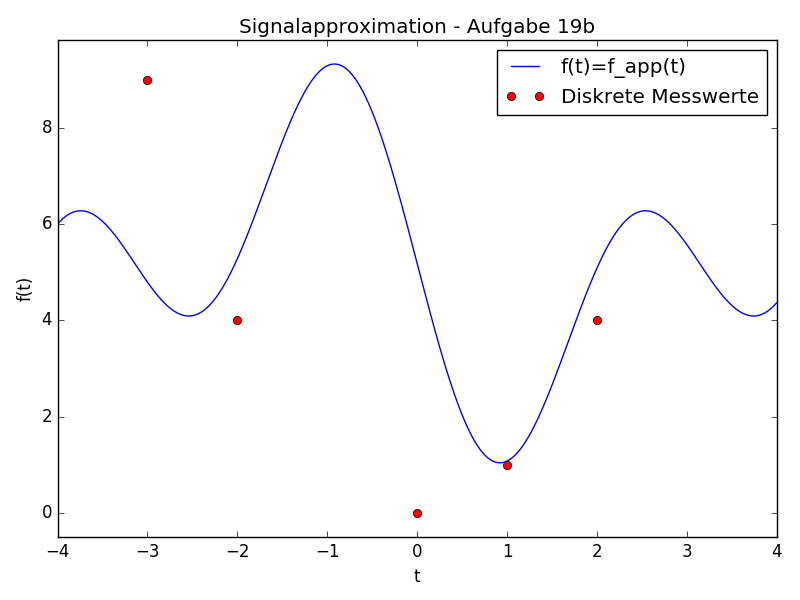 Signalapproximation - Aufgabe 19b
f(t)=f_app(t)
Diskrete Messwerte
f(t)
8
6
4
2
0
−4 −3 −2 −1 0 1 2 3 4
t